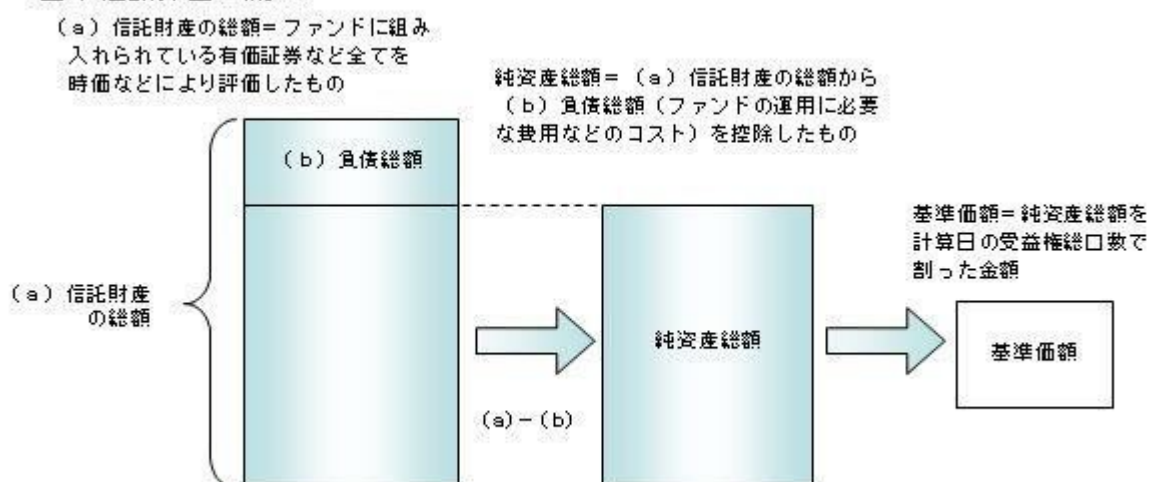 (a)信託財産の総額=ファンドに組み
入れられている有価証券など全てを
時価などにより評価したもの
純資産総額=(a)信託財産の総額から
(b)負債総額(ファンドの運用に必要
な費用などのコスト)を控除したもの
(b)負債総額
基準価額=純資産総額を
計算日の受益権総口数で
割った金額
(a)信託財産
の総額
純資産総額
基準価額
(a)-(b)